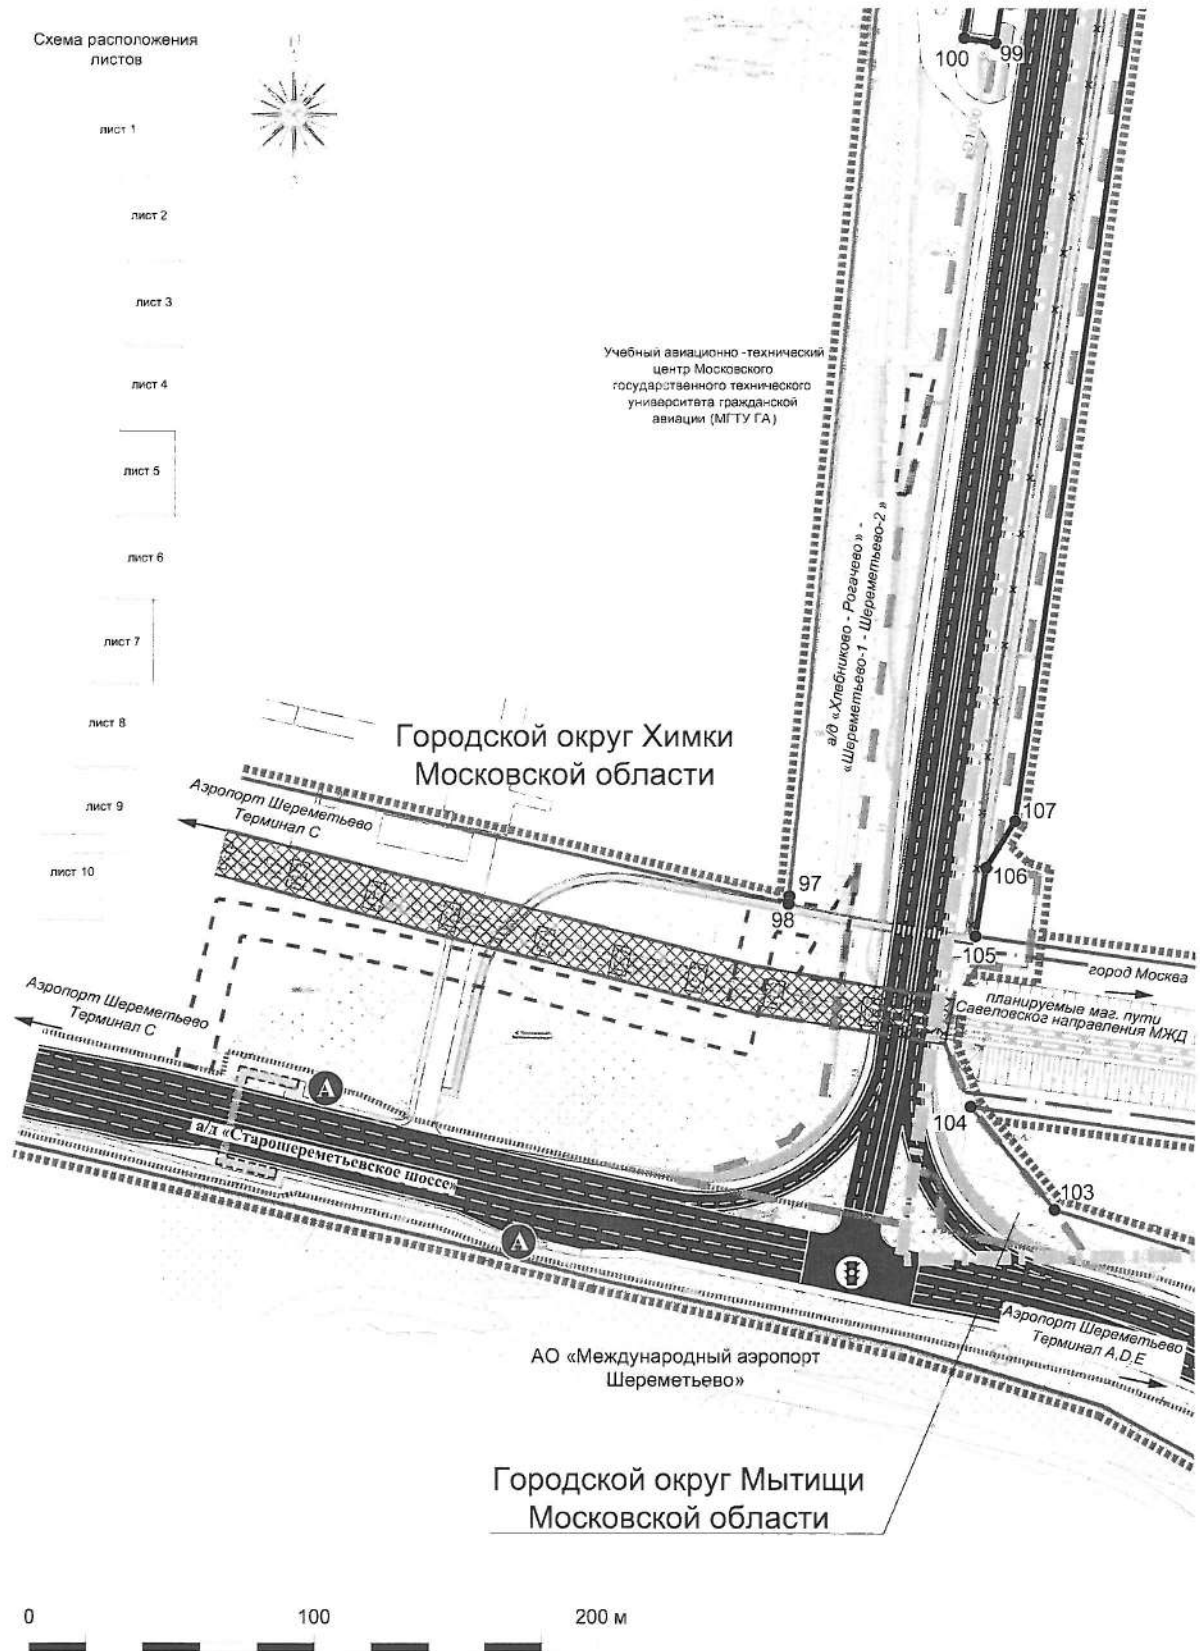 Схема расположения
листов
лист 1
лист 2
лист 3
лист 4
лист 5
лист 6
лист 7
лист 8
лист 9
лист 10
100
99
Учебный авиационно -технический
центр Московского
государственного технического
университета гражданской
авиации (МГТУ ГА)
а/д «Хлебниково - Рогачево» -
«Шереметьево-1 - Шереметьево-2»
Городской округ Химки
Московской области
Аэропорт Шереметьево
Терминал С
107
106
97
98
105
город Москва
планируемые маг. пути
Савеловского направления МЖД
Аэропорт Шереметьево
Терминал С
А
104
а/д «Старошереметьевское шоссе»
103
А
Аэропорт Шереметьево
Терминал А,D,E
АО «Международный аэропорт
Шереметьево»
Городской округ Мытищи
Московской области
0
100
200 м